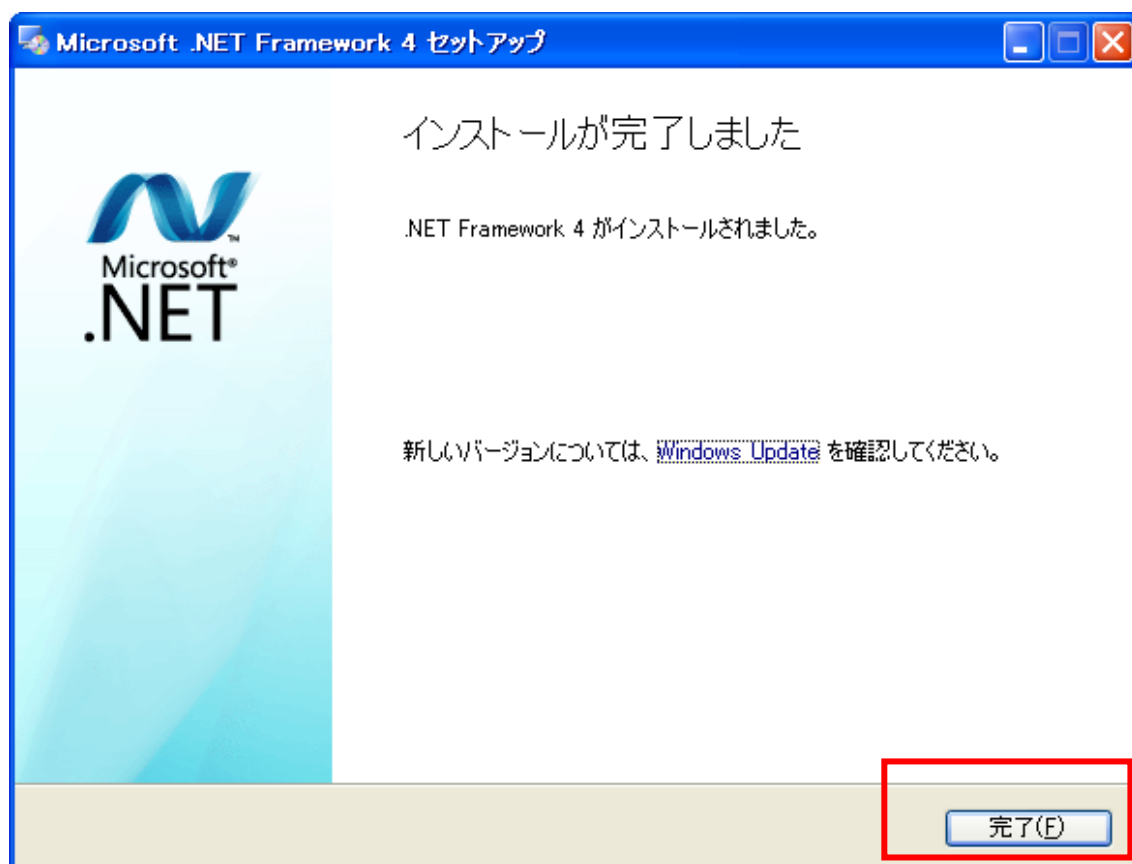 Microsoft .NET Framework 4 セットアップ
インストールが完了しました
.NET Framework 4 がインストールされました。
Microsoft®
.NET™
新しいバージョンについては、Windows Update を確認してください。
完了(F)